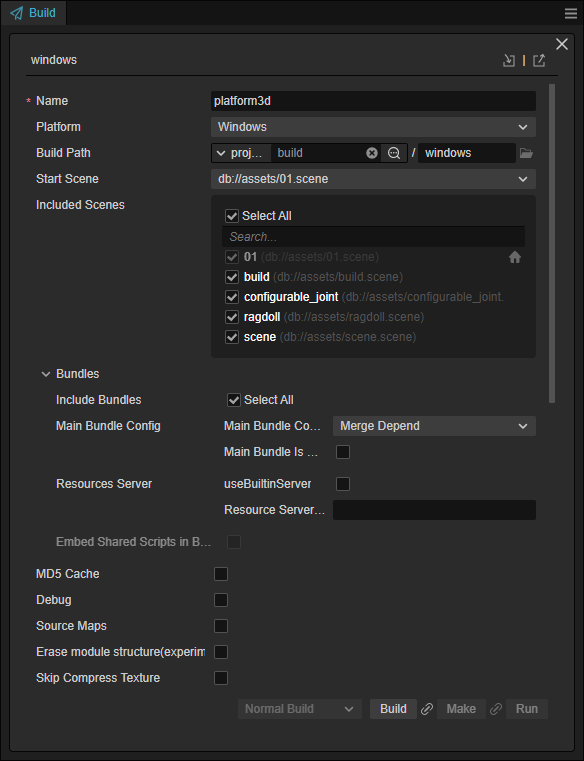 Build
windows
* Name platform3d
Platform Windows
Build Path proj... build / windows
Start Scene db://assets/01.scene
Included Scenes
Select All
Search...
01 (db://assets/01.scene)
build (db://assets/build.scene)
configurable_joint (db://assets/configurable_joint.
ragdoll (db://assets/ragdoll.scene)
scene (db://assets/scene.scene)
Bundles
Include Bundles Select All
Main Bundle Config Main Bundle Co... Merge Depend
Main Bundle Is ...
Resources Server useBuiltinServer
Resource Server...
Embed Shared Scripts in B...
MD5 Cache
Debug
Source Maps
Erase module structure(experim
Skip Compress Texture
Normal Build Build Make Run